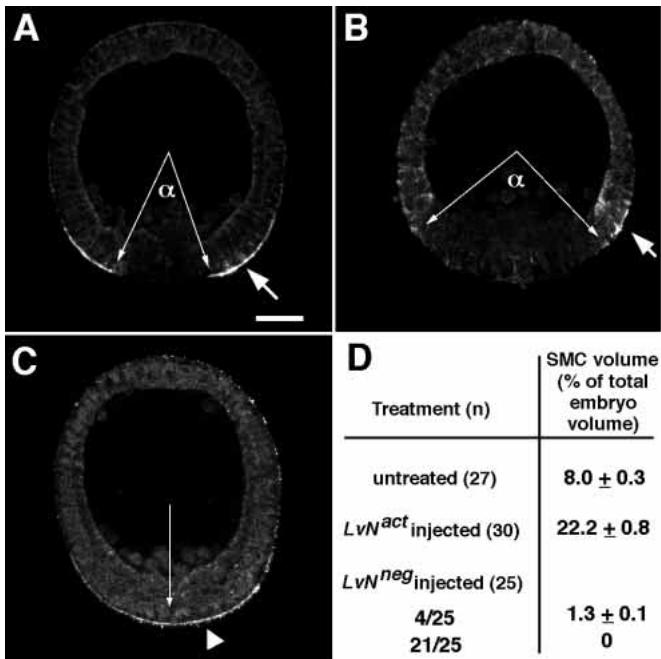 A
α
B
α
C
D
Treatment (n)
SMC volume
(% of total
embryo
volume)
untreated (27)
8.0 ± 0.3
LvNact injected (30)
22.2 ± 0.8
LvNneg injected (25)
4/25
1.3 ± 0.1
21/25
0